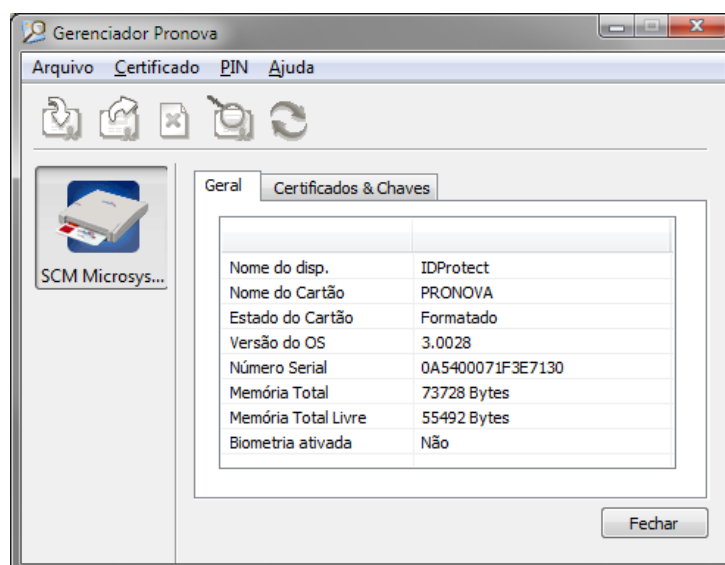 Gerenciador Pronova
Arquivo Certificado PIN Ajuda
Geral Certificados & Chaves
SCM Microsys...
Nome do disp. IDProtect
Nome do Cartão PRONOVA
Estado do Cartão Formatado
Versão do OS 3.0028
Número Serial 0A5400071F3E7130
Memória Total 73728 Bytes
Memória Total Livre 55492 Bytes
Biometria ativada Não
Fechar